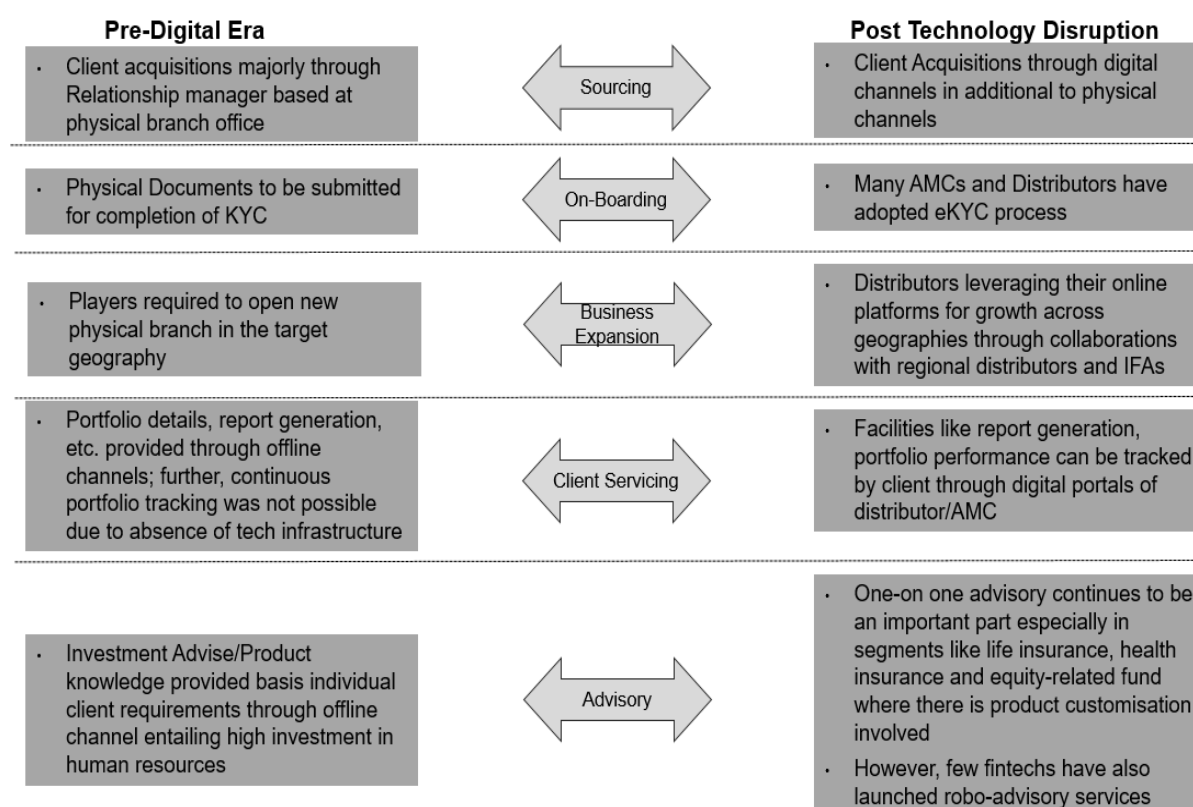 Pre-Digital Era
Post Technology Disruption
· Client acquisitions majorly through
Relationship manager based at
physical branch office
Sourcing
· Client Acquisitions through digital
channels in additional to physical
channels
· Physical Documents to be submitted
for completion of KYC
On-Boarding
· Many AMCs and Distributors have
adopted eKYC process
· Players required to open new
physical branch in the target
geography
Business
Expansion
· Distributors leveraging their online
platforms for growth across
geographies through collaborations
with regional distributors and IFAs
· Portfolio details, report generation,
etc. provided through offline
channels; further, continuous
portfolio tracking was not possible
due to absence of tech infrastructure
Client Servicing
· Facilities like report generation,
portfolio performance can be tracked
by client through digital portals of
distributor/AMC
· Investment Advise/Product
knowledge provided basis individual
client requirements through offline
channel entailing high investment in
human resources
Advisory
· One-on one advisory continues to be
an important part especially in
segments like life insurance, health
insurance and equity-related fund
where there is product customisation
involved
· However, few fintechs have also
launched robo-advisory services